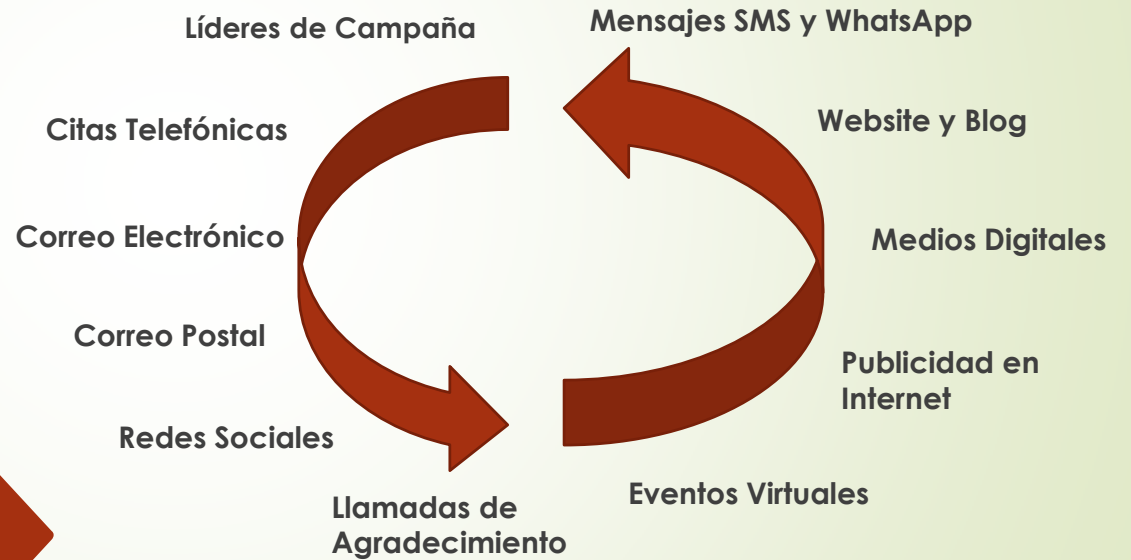 Líderes de Campaña
Mensajes SMS y WhatsApp
Citas Telefónicas
Website y Blog
Correo Electrónico
Medios Digitales
Correo Postal
Publicidad en
Internet
Redes Sociales
Eventos Virtuales
Llamadas de
Agradecimiento